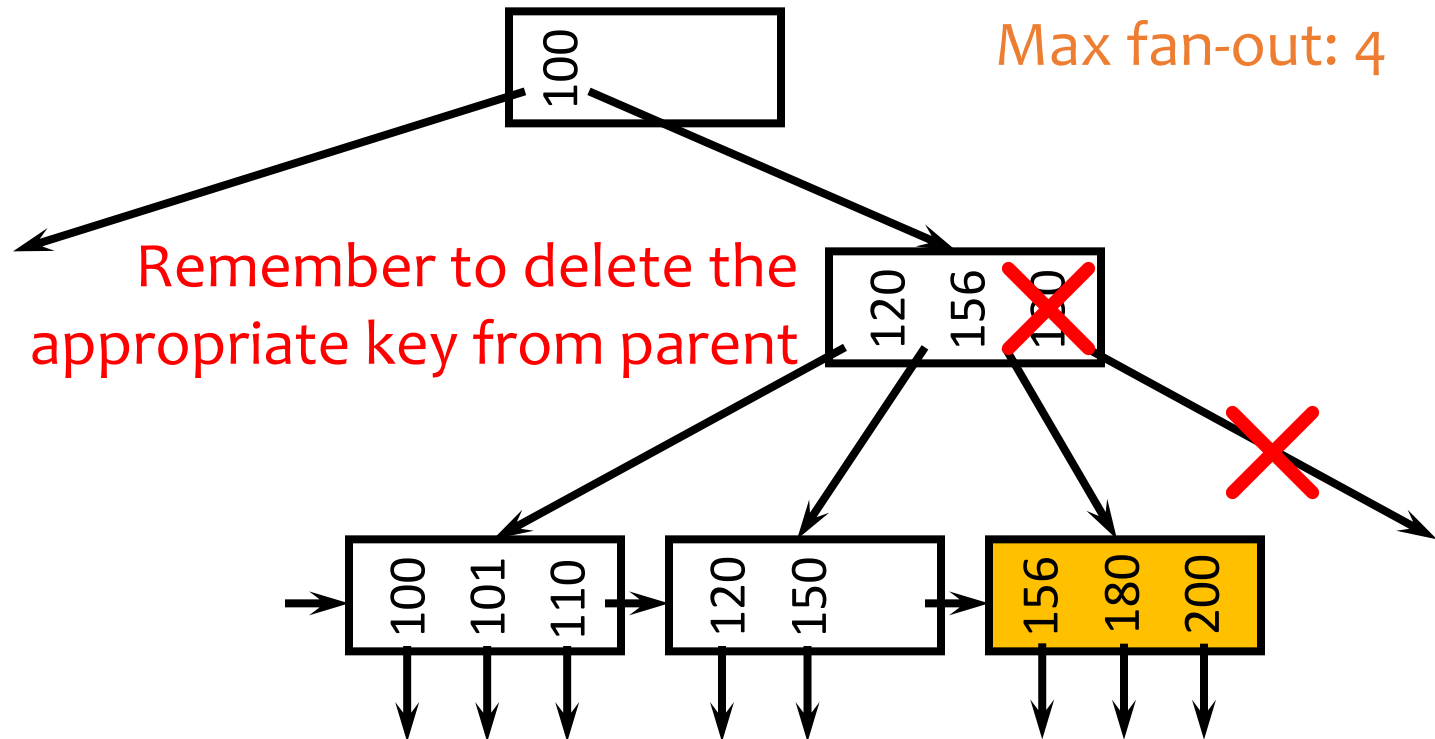 100
Max fan-out: 4
Remember to delete the
appropriate key from parent
120 156 180
100 101 110
120 150
156 180 200